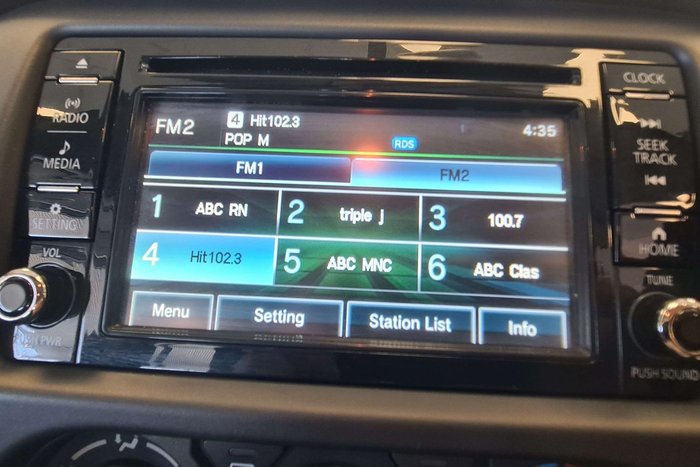 CLOCK
RADIO
MEDIA
SETTING
VOL
PWR
FM2
4 Hit102.3
POP M
RDS
4:35
FM1
FM2
1 ABC RN
2 triple j
3 100.7
4 Hit102.3
5 ABC MNC
6 ABC Clas
Menu
Setting
Station List
Info
SEEK
TRACK
HOME
TUNE
PUSH SOUND